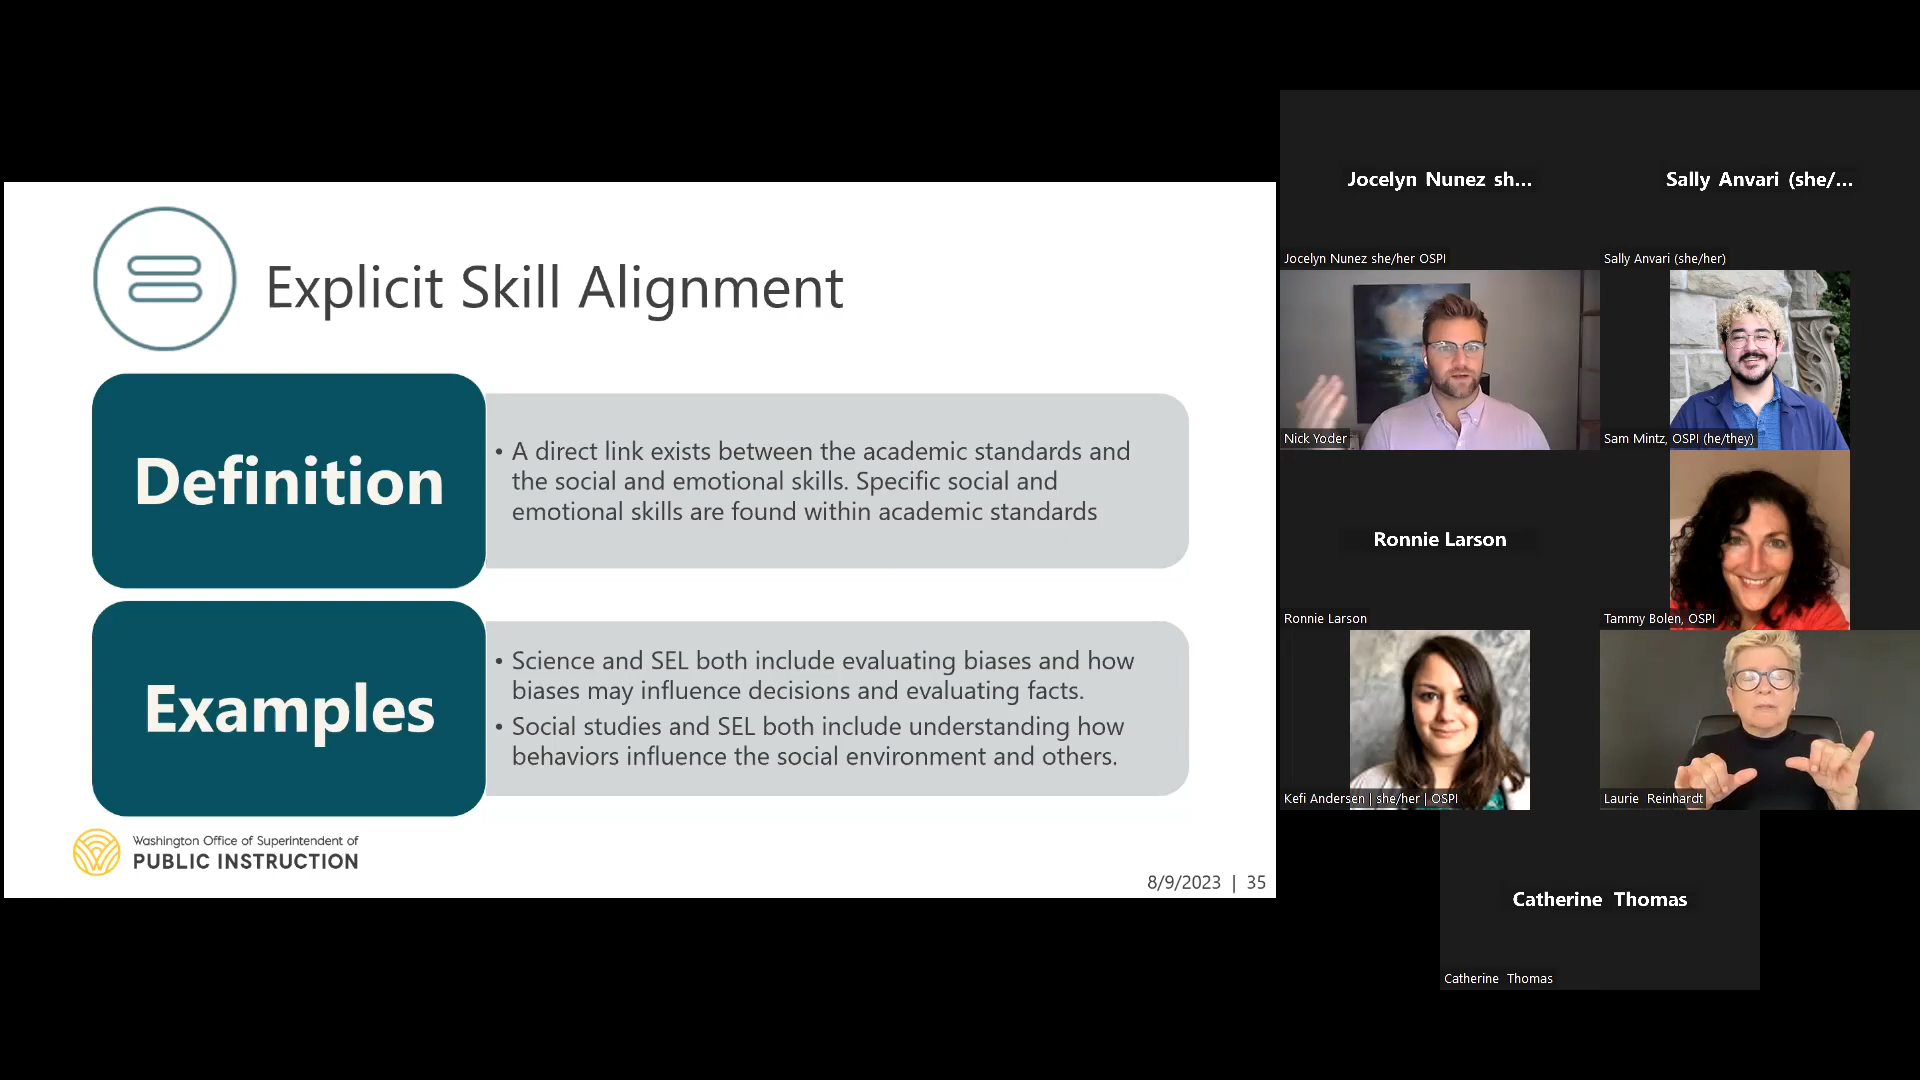 Explicit Skill Alignment
Definition
• A direct link exists between the academic standards and
the social and emotional skills. Specific social and
emotional skills are found within academic standards
Examples
• Science and SEL both include evaluating biases and how
biases may influence decisions and evaluating facts.
• Social studies and SEL both include understanding how
behaviors influence the social environment and others.
Washington Office of Superintendent of
PUBLIC INSTRUCTION
8/9/2023 | 35
Jocelyn Nunez sh...
Jocelyn Nunez she/her OSPI
Sally Anvari (she/...
Sally Anvari (she/her)
Nick Yoder
Sam Mintz, OSPI (he/they)
Ronnie Larson
Ronnie Larson
Tammy Bolen, OSPI
Kefi Andersen | she/her | OSPI
Laurie Reinhardt
Catherine Thomas
Catherine Thomas